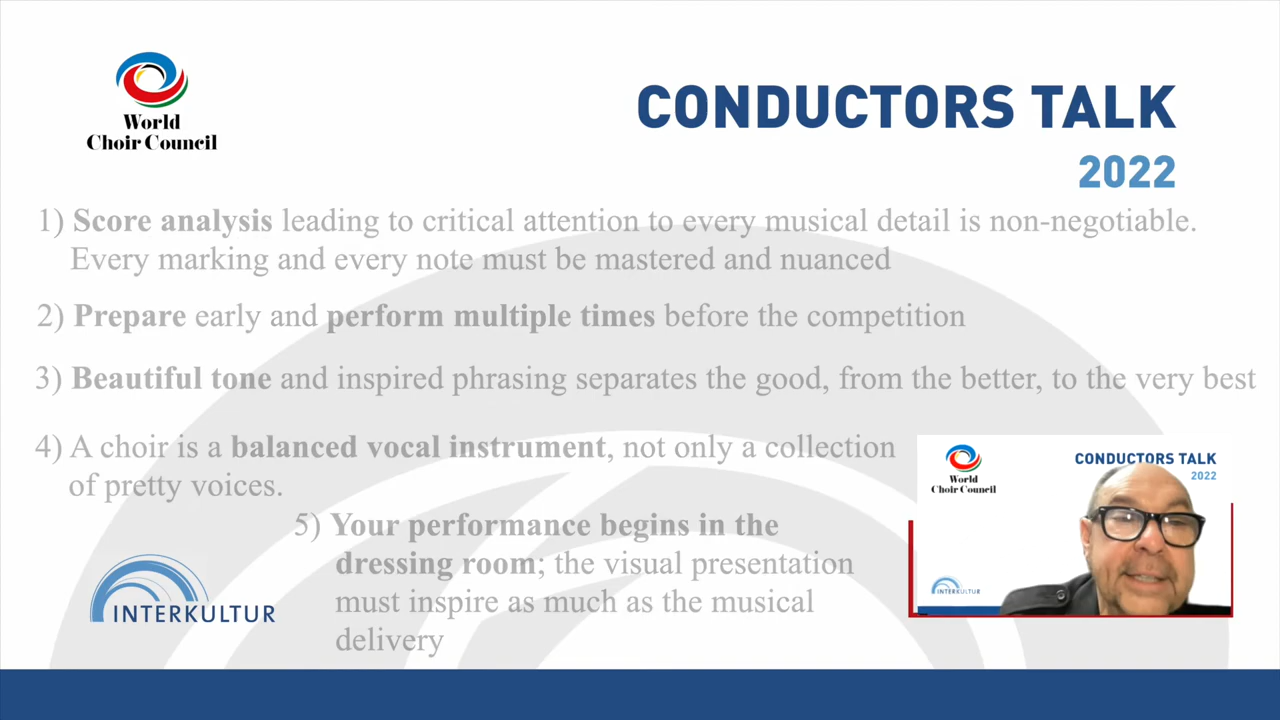 World
Choir Council
CONDUCTORS TALK
2022
1) Score analysis leading to critical attention to every musical detail is non-negotiable.
Every marking and every note must be mastered and nuanced
2) Prepare early and perform multiple times before the competition
3) Beautiful tone and inspired phrasing separates the good, from the better, to the very best
4) A choir is a balanced vocal instrument, not only a collection
of pretty voices.
5) Your performance begins in the
dressing room; the visual presentation
must inspire as much as the musical
delivery
INTERKULTUR
World
Choir Council
CONDUCTORS TALK
2022
INTERKULTUR